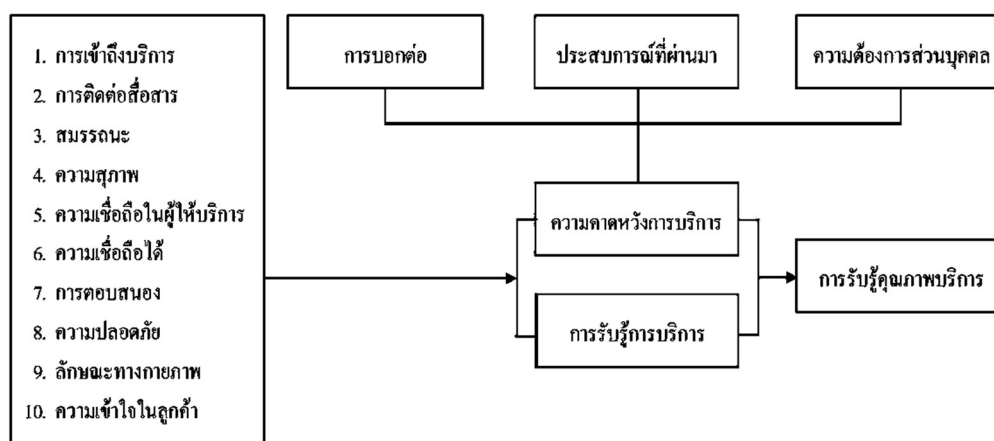 1. การเข้าถึงบริการ
2. การติดต่อสื่อสาร
3. สมรรถนะ
4. ความสุภาพ
5. ความเชื่อถือในผู้ให้บริการ
6. ความเชื่อถือได้
7. การตอบสนอง
8. ความปลอดภัย
9. ลักษณะทางกายภาพ
10. ความเข้าใจในลูกค้า
การบอกต่อ
ประสบการณ์ที่ผ่านมา
ความต้องการส่วนบุคคล
ความคาดหวังการบริการ
การรับรู้การบริการ
การรับรู้คุณภาพบริการ